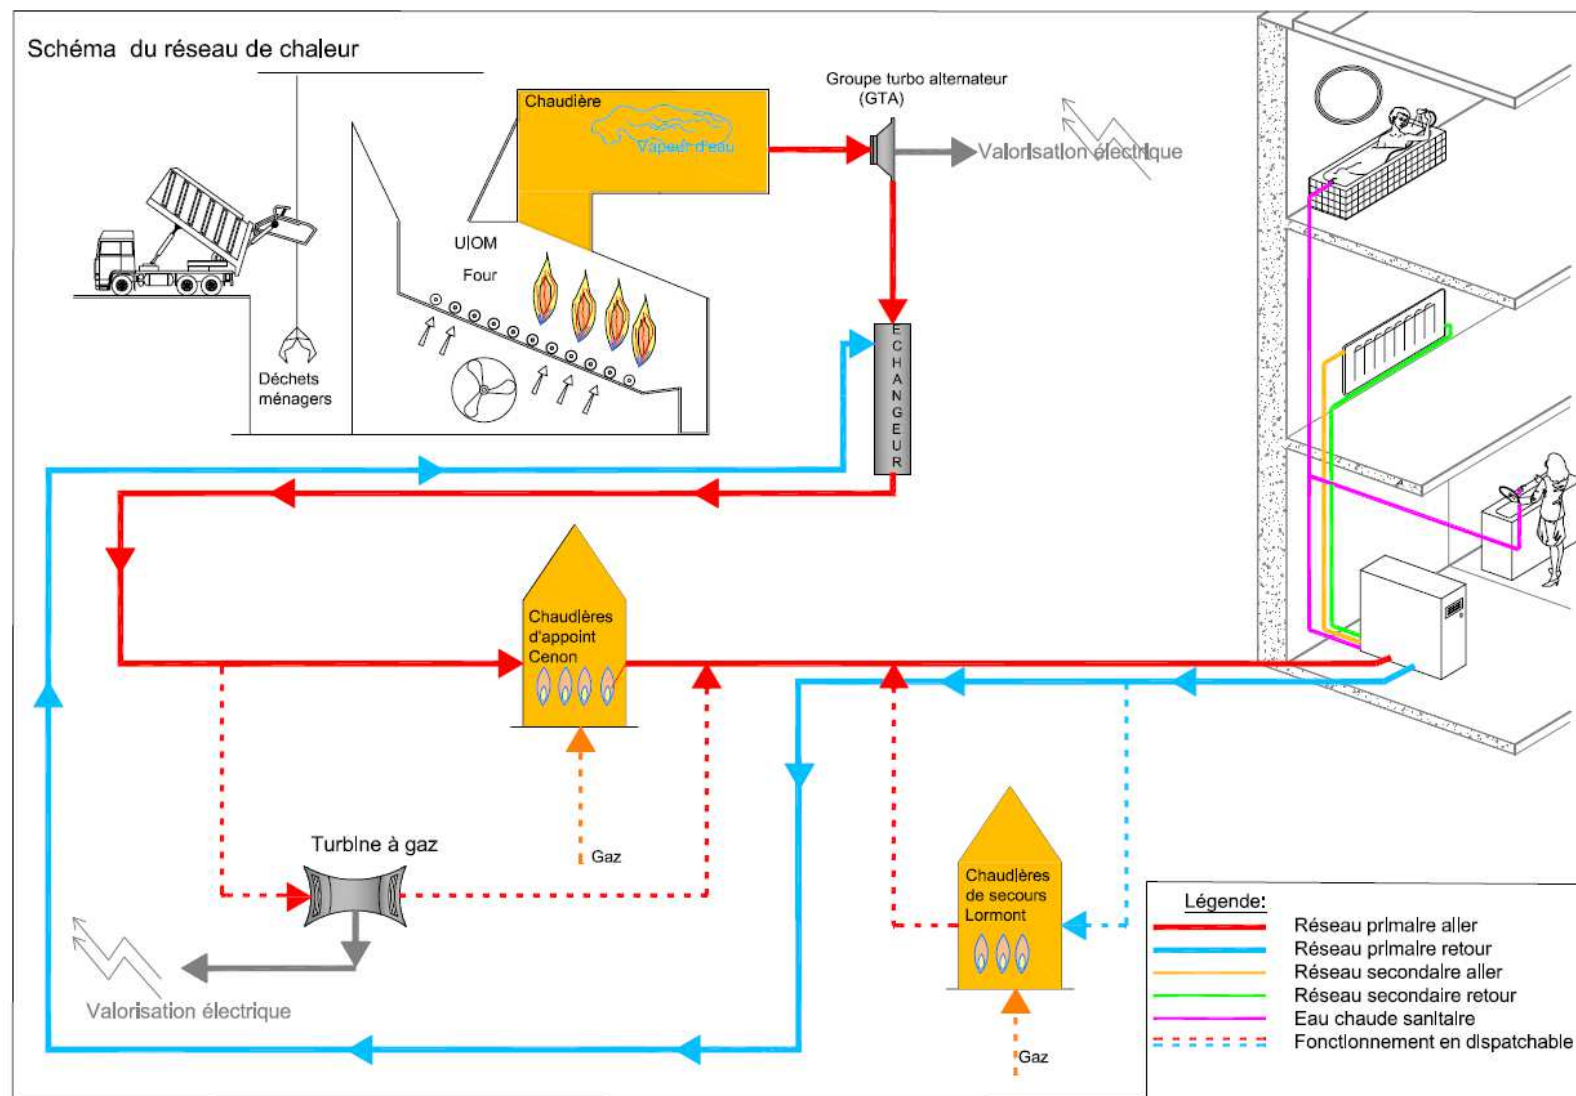 Schéma du réseau de chaleur
Groupe turbo alternateur
(GTA)
Chaudière
Vapeur d'eau
Valorisation électrique
UIOM
Four
Déchets
ménagers
ECHANGEUR
Chaudières
d'appoint
Cenon
Turbine à gaz
Gaz
Chaudières
de secours
Lormont
Valorisation électrique
Gaz
Légende:
Réseau primaire aller
Réseau primaire retour
Réseau secondaire aller
Réseau secondaire retour
Eau chaude sanitaire
Fonctionnement en dispatchable